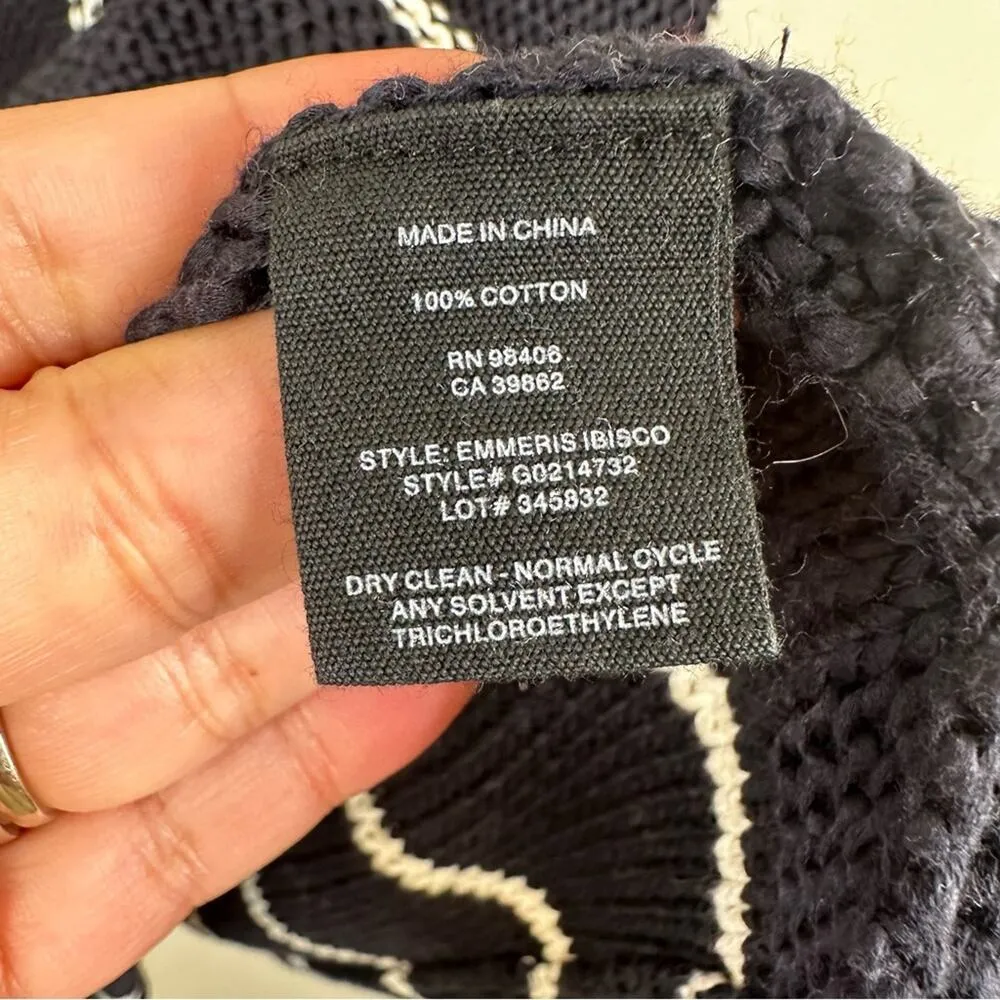 MADE IN CHINA
100% COTTON
RN 98406
CA 39862
STYLE: EMMERIS IBISCO
STYLE# G0214732
LOT# 345832
DRY CLEAN - NORMAL CYCLE
ANY SOLVENT EXCEPT
TRICHLOROETHYLENE